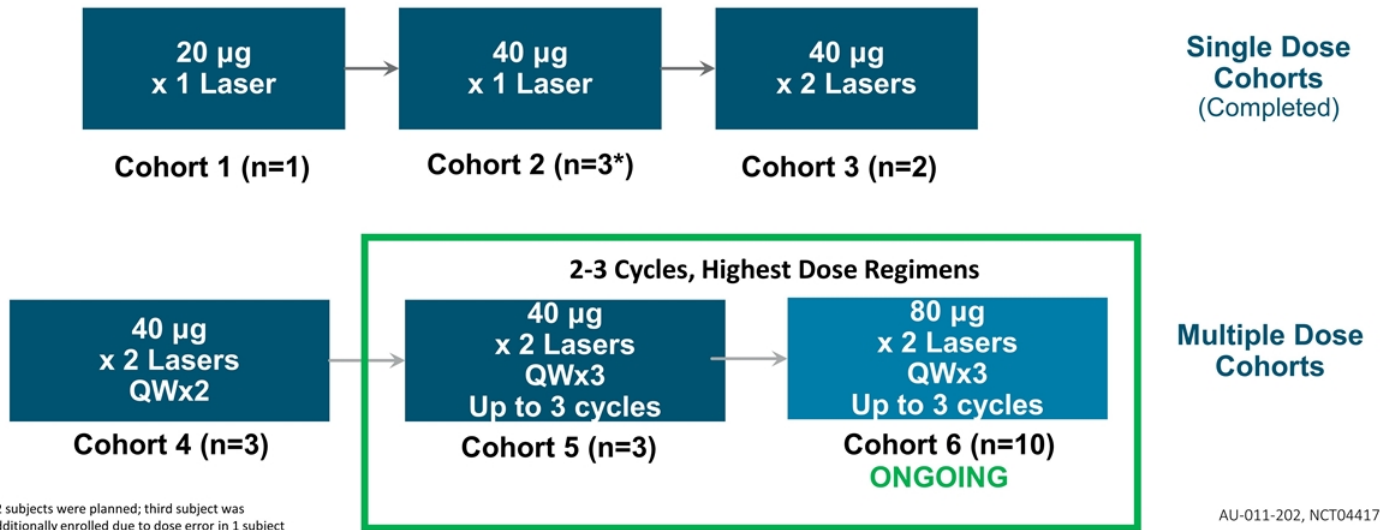 20 µg
x 1 Laser
40 µg
x 1 Laser
40 µg
x 2 Lasers
Single Dose
Cohorts
(Completed)
Cohort 1 (n=1)
Cohort 2 (n=3*)
Cohort 3 (n=2)
2-3 Cycles, Highest Dose Regimens
40 µg
x 2 Lasers
QWx2
40 µg
x 2 Lasers
QWx3
Up to 3 cycles
80 µg
x 2 Lasers
QWx3
Up to 3 cycles
Multiple Dose
Cohorts
Cohort 4 (n=3)
Cohort 5 (n=3)
Cohort 6 (n=10)
ONGOING
2 subjects were planned; third subject was
dditionally enrolled due to dose error in 1 subject
AU-011-202, NCT04417